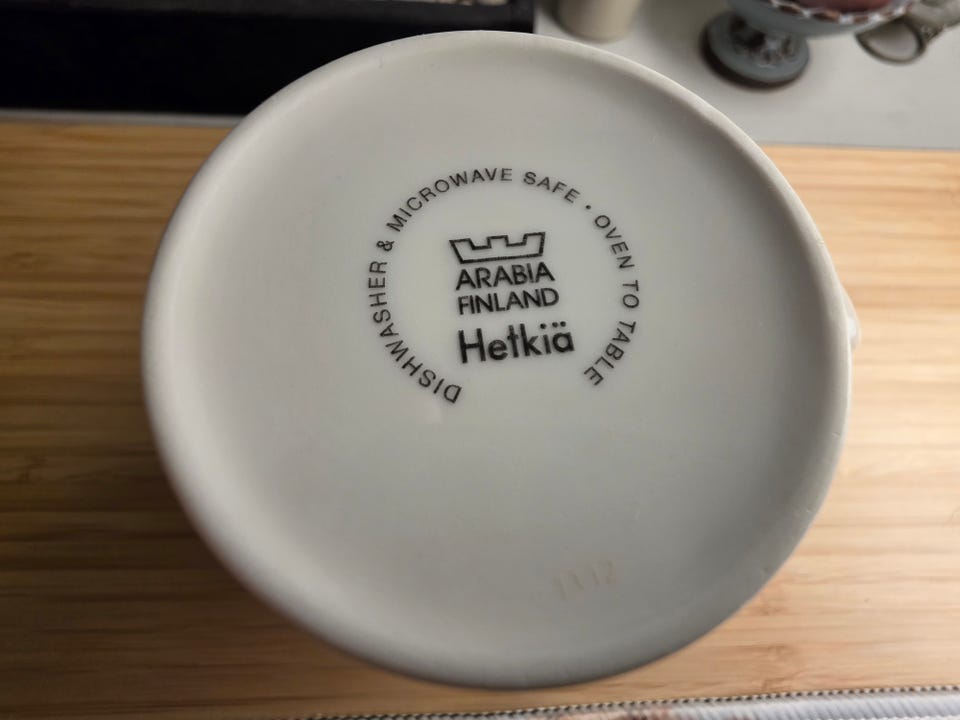 DISHWASHER & MICROWAVE SAFE • OVEN TO TABLE
ARABIA
FINLAND
Hetkiä